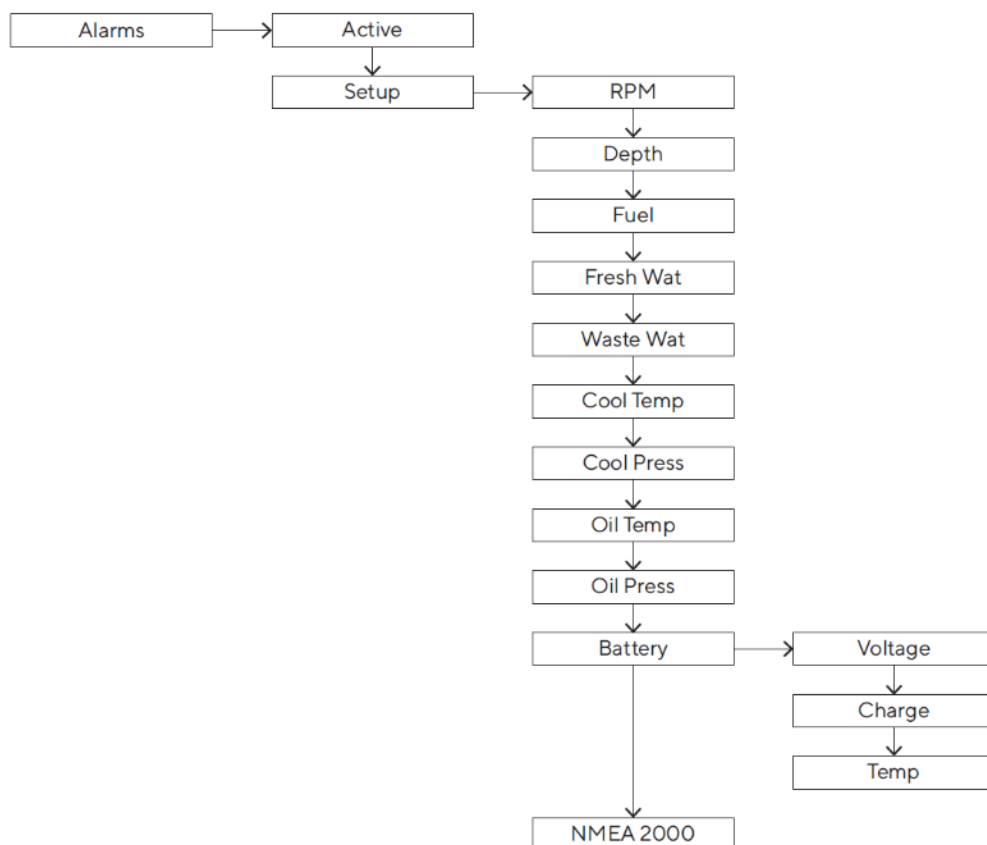 Alarms
Active
Setup
RPM
Depth
Fuel
Fresh Wat
Waste Wat
Cool Temp
Cool Press
Oil Temp
Oil Press
Battery
Voltage
Charge
Temp
NMEA 2000